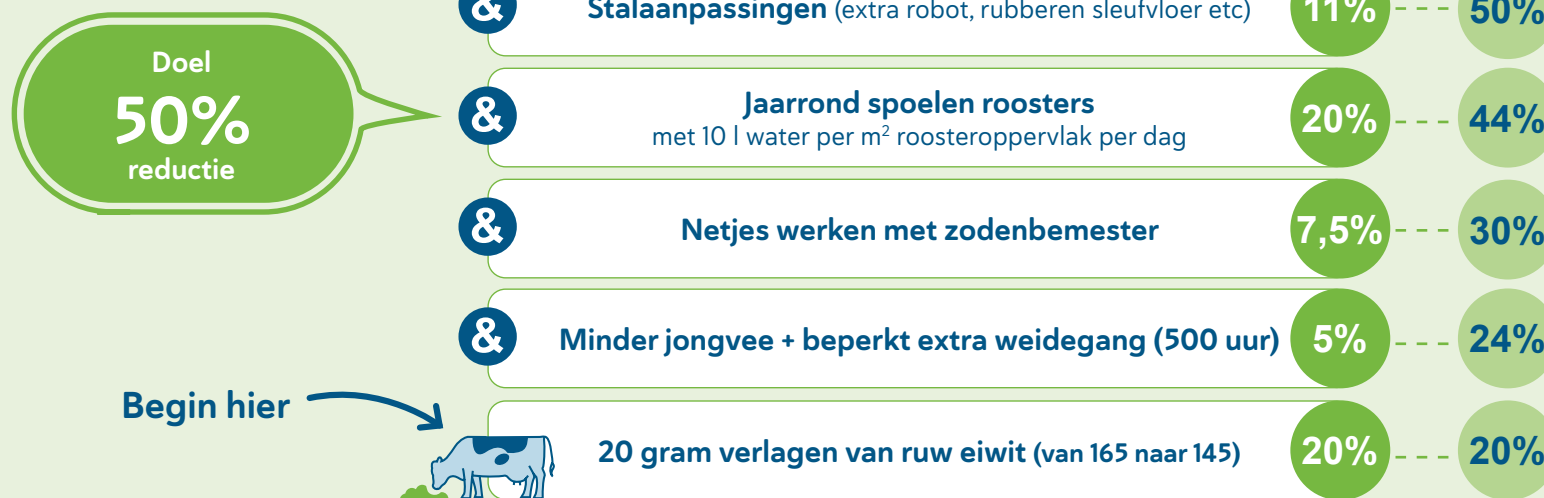 & Stalaanpassingen (extra robot, rubberen sleufvloer etc) 11% 50%
Doel
50%
reductie
& Jaarrond spoelen roosters
met 10 l water per m² roosteroppervlak per dag
20% 44%
& Netjes werken met zodenbemester 7,5% 30%
& Minder jongvee + beperkt extra weidegang (500 uur) 5% 24%
Begin hier
20 gram verlagen van ruw eiwit (van 165 naar 145) 20% 20%